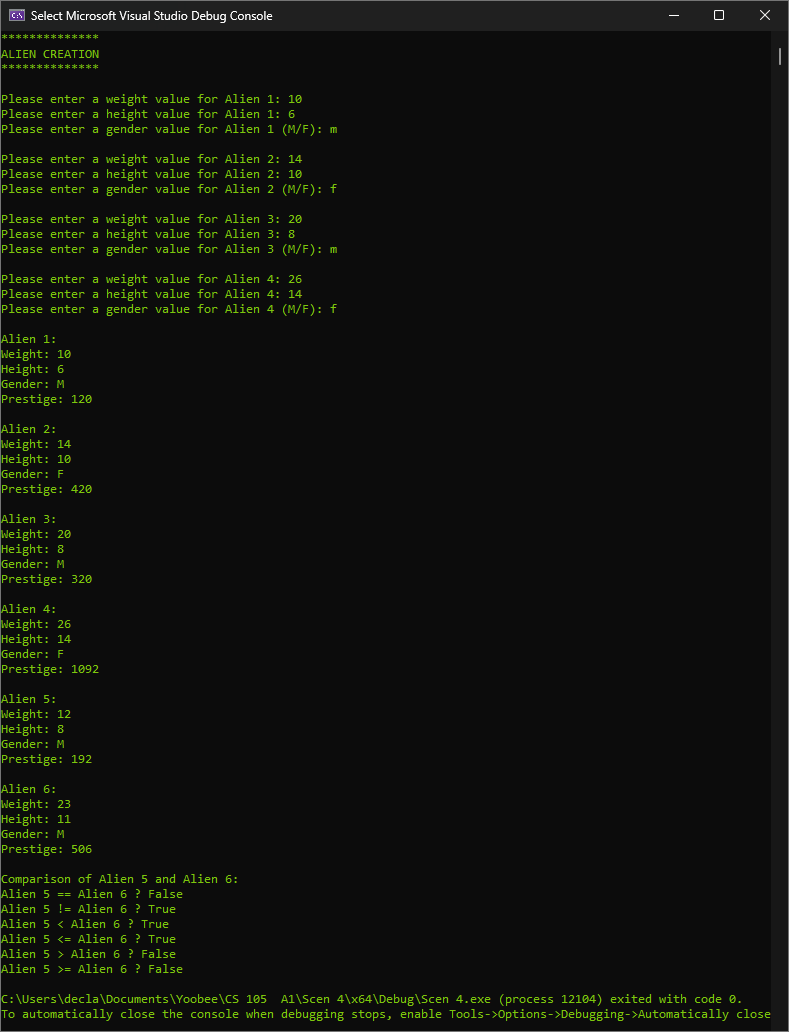 Select Microsoft Visual Studio Debug Console
**************
ALIEN CREATION
**************
Please enter a weight value for Alien 1: 10
Please enter a height value for Alien 1: 6
Please enter a gender value for Alien 1 (M/F): m
Please enter a weight value for Alien 2: 14
Please enter a height value for Alien 2: 10
Please enter a gender value for Alien 2 (M/F): f
Please enter a weight value for Alien 3: 20
Please enter a height value for Alien 3: 8
Please enter a gender value for Alien 3 (M/F): m
Please enter a weight value for Alien 4: 26
Please enter a height value for Alien 4: 14
Please enter a gender value for Alien 4 (M/F): f
Alien 1:
Weight: 10
Height: 6
Gender: M
Prestige: 120
Alien 2:
Weight: 14
Height: 10
Gender: F
Prestige: 420
Alien 3:
Weight: 20
Height: 8
Gender: M
Prestige: 320
Alien 4:
Weight: 26
Height: 14
Gender: F
Prestige: 1092
Alien 5:
Weight: 12
Height: 8
Gender: M
Prestige: 192
Alien 6:
Weight: 23
Height: 11
Gender: M
Prestige: 506
Comparison of Alien 5 and Alien 6:
Alien 5 == Alien 6 ? False
Alien 5 != Alien 6 ? True
Alien 5 < Alien 6 ? True
Alien 5 <= Alien 6 ? True
Alien 5 > Alien 6 ? False
Alien 5 >= Alien 6 ? False
C:\Users\decla\Documents\Yoobee\CS 105  A1\Scen 4\x64\Debug\Scen 4.exe (process 12104) exited with code 0.
To automatically close the console when debugging stops, enable Tools->Options->Debugging->Automatically close